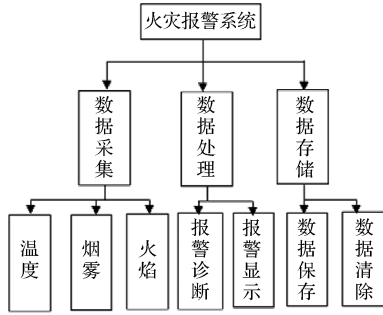 火灾报警系统
数据采集
数据处理
数据存储
温度
烟雾
火焰
报警诊断
报警显示
数据保存
数据清除